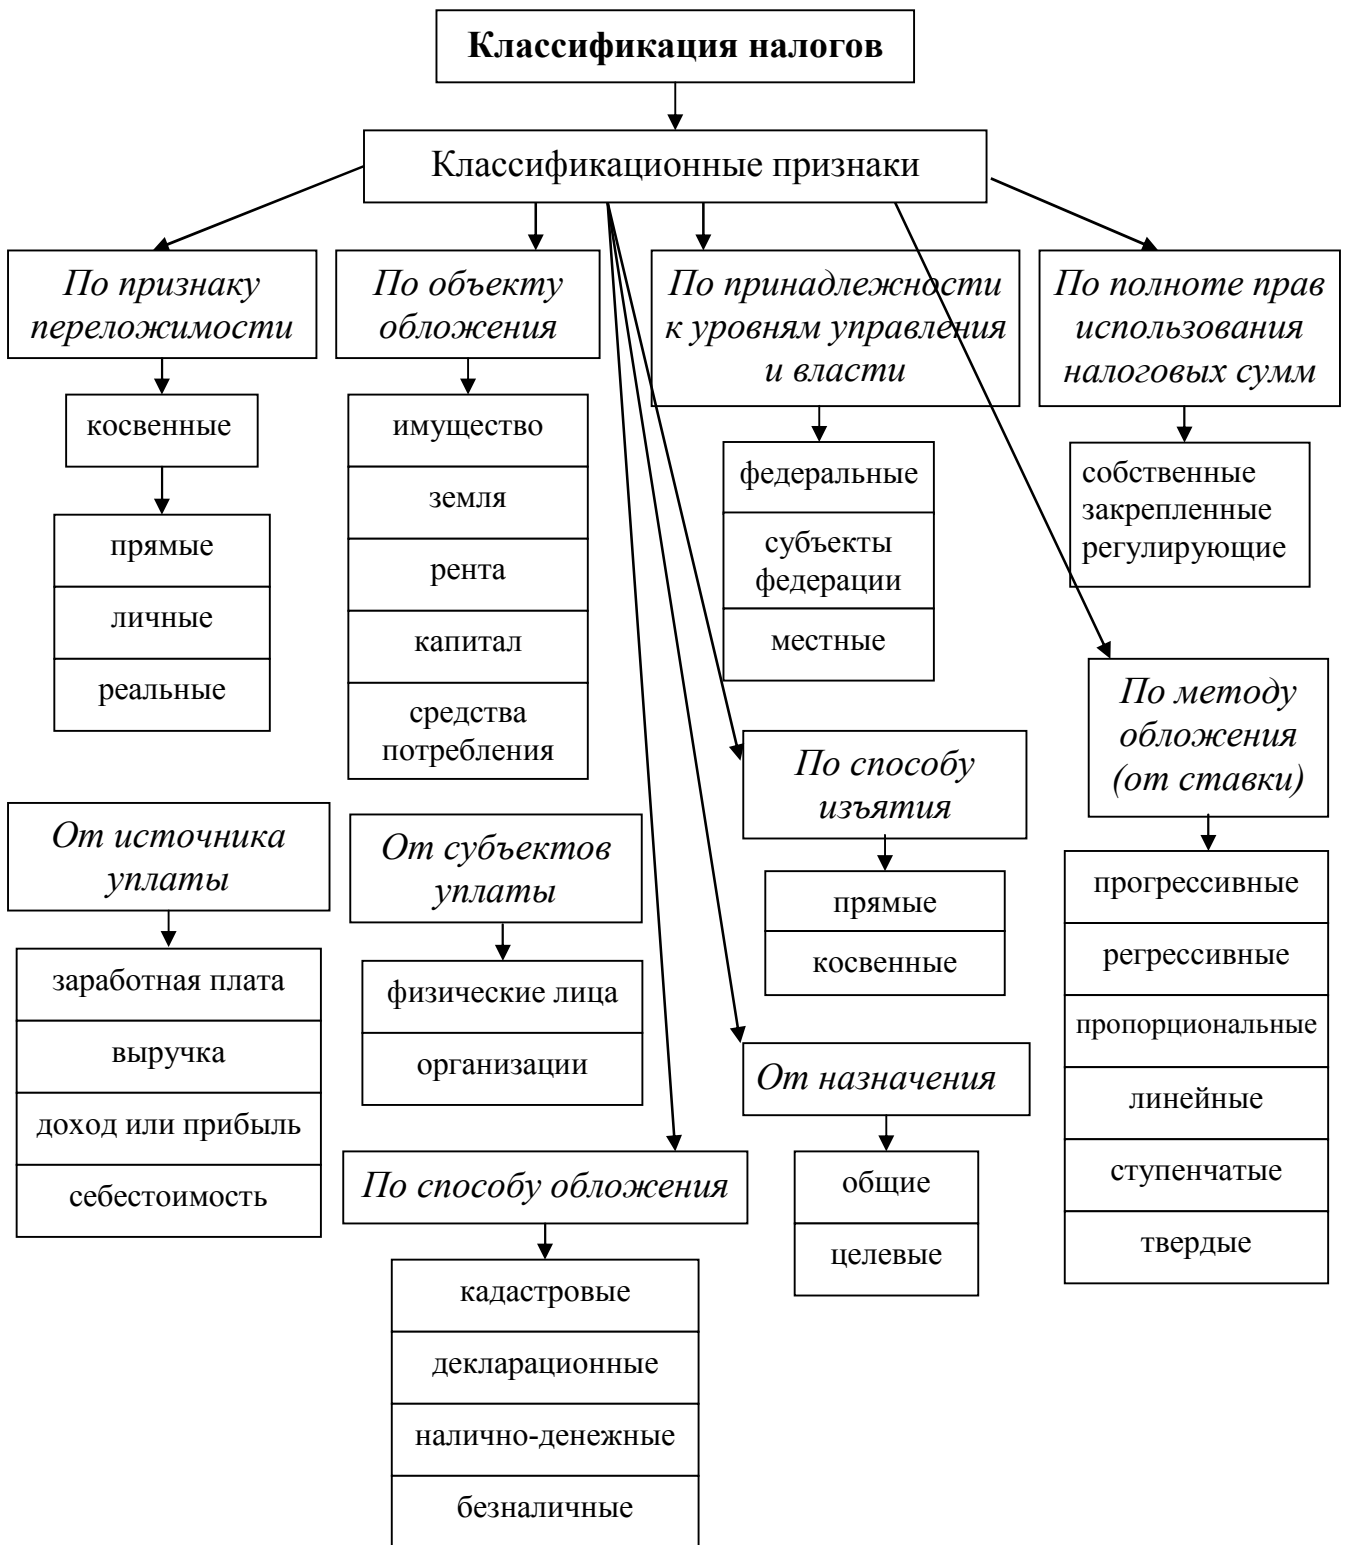 Классификация налогов
Классификационные признаки
По признаку
переложимости
косвенные
прямые
личные
реальные
По объекту
обложения
имущество
земля
рента
капитал
средства
потребления
По принадлежности
к уровням управления
и власти
федеральные
субъекты
федерации
местные
По полноте прав
использования
налоговых сумм
собственные
закрепленные
регулирующие
По методу
обложения
(от ставки)
прогрессивные
регрессивные
пропорциональные
линейные
ступенчатые
твердые
По способу
изъятия
прямые
косвенные
От источника
уплаты
заработная плата
выручка
доход или прибыль
себестоимость
От субъектов
уплаты
физические лица
организации
От назначения
общие
целевые
По способу обложения
кадастровые
декларационные
налично-денежные
безналичные